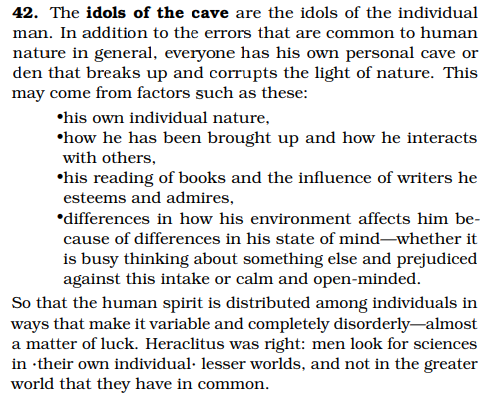 42. The idols of the cave are the idols of the individual
man. In addition to the errors that are common to human
nature in general, everyone has his own personal cave or
den that breaks up and corrupts the light of nature. This
may come from factors such as these:
•his own individual nature,
•how he has been brought up and how he interacts
with others,
•his reading of books and the influence of writers he
esteems and admires,
•differences in how his environment affects him be-
cause of differences in his state of mind—whether it
is busy thinking about something else and prejudiced
against this intake or calm and open-minded.
So that the human spirit is distributed among individuals in
ways that make it variable and completely disorderly—almost
a matter of luck. Heraclitus was right: men look for sciences
in ·their own individual· lesser worlds, and not in the greater
world that they have in common.